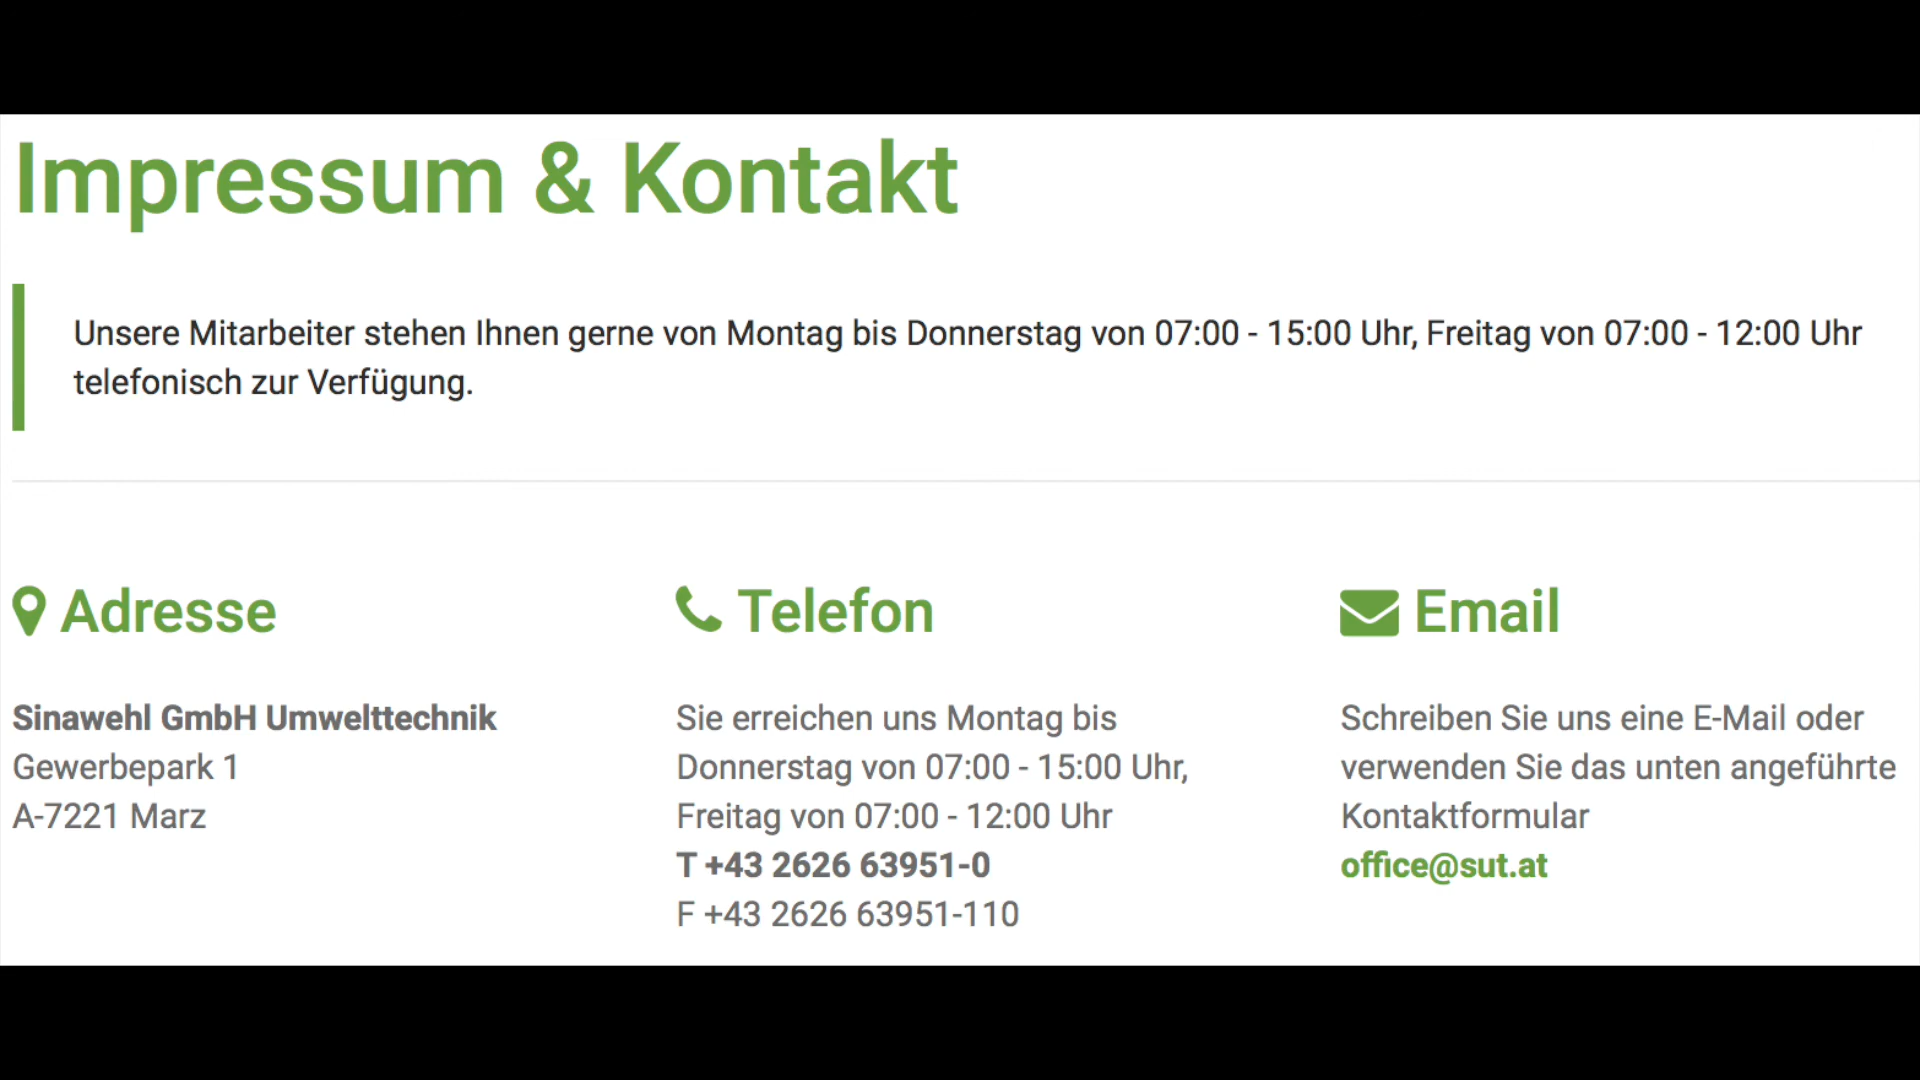 Impressum & Kontakt
Unsere Mitarbeiter stehen Ihnen gerne von Montag bis Donnerstag von 07:00 - 15:00 Uhr, Freitag von 07:00 - 12:00 Uhr
telefonisch zur Verfügung.
Adresse
Sinawehl GmbH Umwelttechnik
Gewerbepark 1
A-7221 Marz
Telefon
Sie erreichen uns Montag bis
Donnerstag von 07:00 - 15:00 Uhr,
Freitag von 07:00 - 12:00 Uhr
T +43 2626 63951-0
F +43 2626 63951-110
Email
Schreiben Sie uns eine E-Mail oder
verwenden Sie das unten angeführte
Kontaktformular
office@sut.at